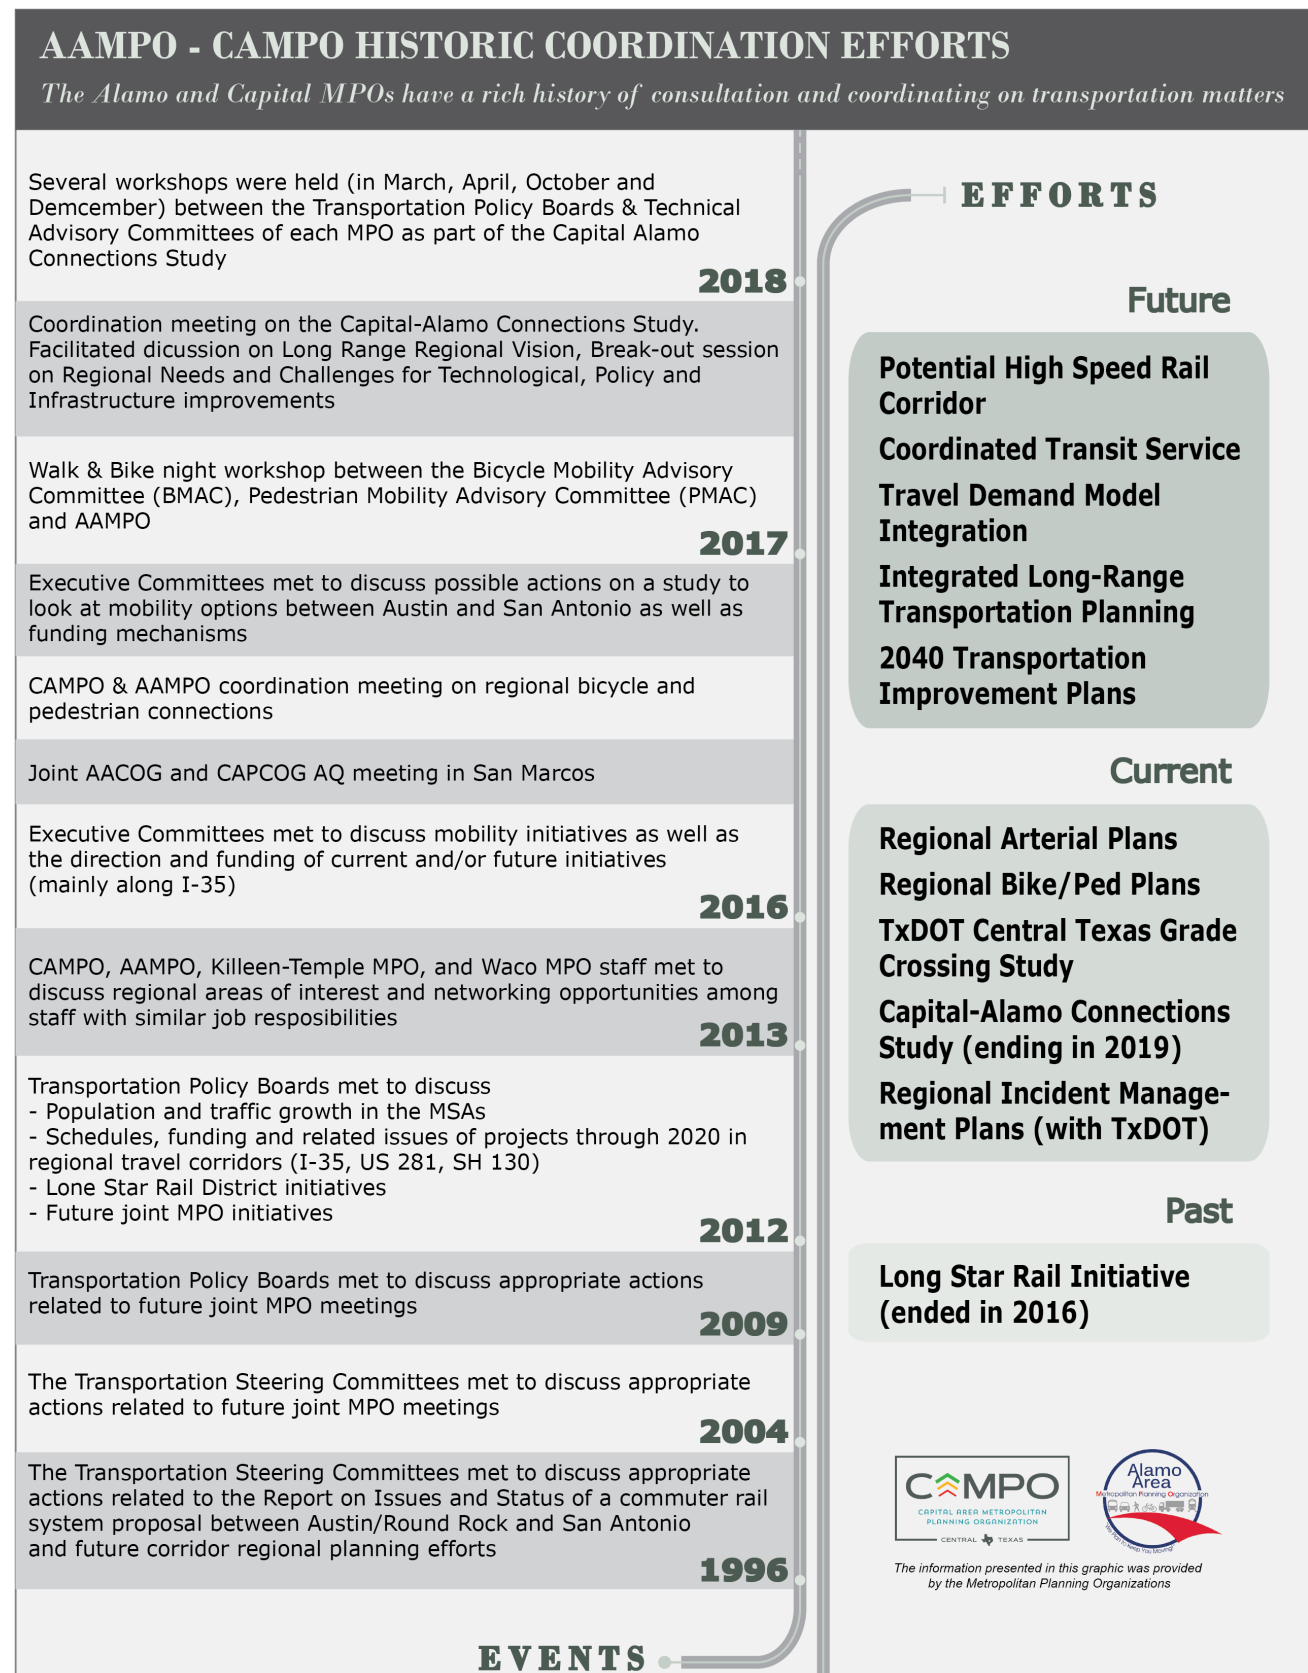 AAMPO - CAMPO HISTORIC COORDINATION EFFORTS
The Alamo and Capital MPOs have a rich history of consultation and coordinating on transportation matters
Several workshops were held (in March, April, October and
Demcember) between the Transportation Policy Boards & Technical
Advisory Committees of each MPO as part of the Capital Alamo
Connections Study
2018
Coordination meeting on the Capital-Alamo Connections Study.
Facilitated dicussion on Long Range Regional Vision, Break-out session
on Regional Needs and Challenges for Technological, Policy and
Infrastructure improvements
Walk & Bike night workshop between the Bicycle Mobility Advisory
Committee (BMAC), Pedestrian Mobility Advisory Committee (PMAC)
and AAMPO
2017
Executive Committees met to discuss possible actions on a study to
look at mobility options between Austin and San Antonio as well as
funding mechanisms
CAMPO & AAMPO coordination meeting on regional bicycle and
pedestrian connections
Joint AACOG and CAPCOG AQ meeting in San Marcos
Executive Committees met to discuss mobility initiatives as well as
the direction and funding of current and/or future initiatives
(mainly along I-35)
2016
CAMPO, AAMPO, Killeen-Temple MPO, and Waco MPO staff met to
discuss regional areas of interest and networking opportunities among
staff with similar job resposibilities
2013
Transportation Policy Boards met to discuss
- Population and traffic growth in the MSAs
- Schedules, funding and related issues of projects through 2020 in
regional travel corridors (I-35, US 281, SH 130)
- Lone Star Rail District initiatives
- Future joint MPO initiatives
2012
Transportation Policy Boards met to discuss appropriate actions
related to future joint MPO meetings
2009
The Transportation Steering Committees met to discuss appropriate
actions related to future joint MPO meetings
2004
The Transportation Steering Committees met to discuss appropriate
actions related to the Report on Issues and Status of a commuter rail
system proposal between Austin/Round Rock and San Antonio
and future corridor regional planning efforts
1996
EVENTS
EFFORTS
Future
Potential High Speed Rail
Corridor
Coordinated Transit Service
Travel Demand Model
Integration
Integrated Long-Range
Transportation Planning
2040 Transportation
Improvement Plans
Current
Regional Arterial Plans
Regional Bike/Ped Plans
TxDOT Central Texas Grade
Crossing Study
Capital-Alamo Connections
Study (ending in 2019)
Regional Incident Manage-
ment Plans (with TxDOT)
Past
Long Star Rail Initiative
(ended in 2016)
CAMPO
CAPITAL AREA METROPOLITAN
PLANNING ORGANIZATION
CENTRAL TEXAS
Alamo
Area
Metropolitan Planning Organization
We Plan to Keep You Moving!
The information presented in this graphic was provided
by the Metropolitan Planning Organizations